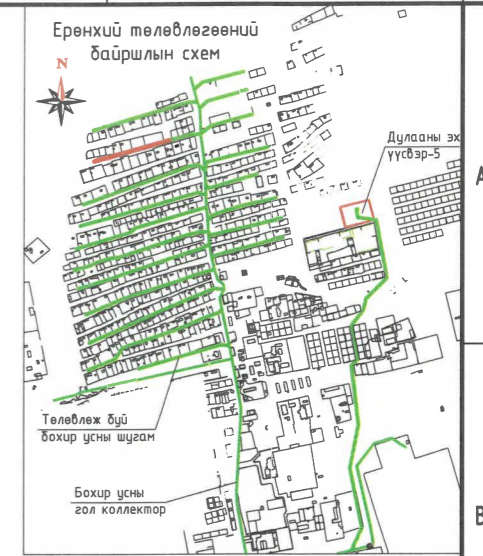 Ерөнхий төлөвлөгөөний
байршлын схем
N
Дулааны эх
үүсвэр-5
А
Төлөвлөж буй
бохир усны шугам
Бохир усны
гол коллектор
В